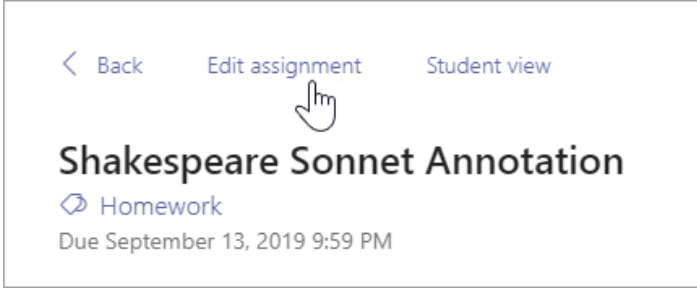 Back Edit assignment Student view
Shakespeare Sonnet Annotation
Homework
Due September 13, 2019 9:59 PM